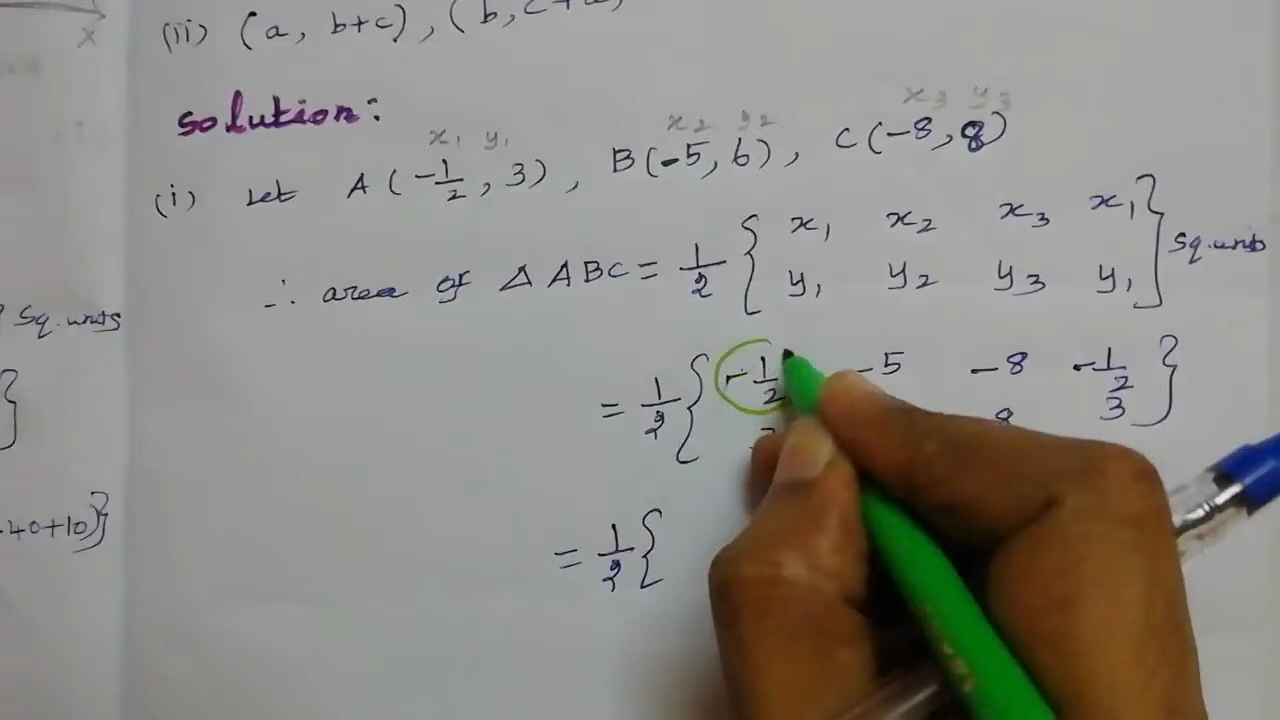 x
(ii) (a, b+c), (b, c+a,
Solution:
x₁ y₁ x₂ y₂ x₃ y₃
(i) Let A(-1/2, 3), B(-5, 6), C(-8, 8)
∴ area of Δ ABC = 1/2 { x₁ x₂ x₃ x₁
y₁ y₂ y₃ y₁ } Sq.units
= 1/2 { -1/2 -5 -8 -1/2
3 8 3 }
= 1/2 {
Sq.units
}
-40+10)}